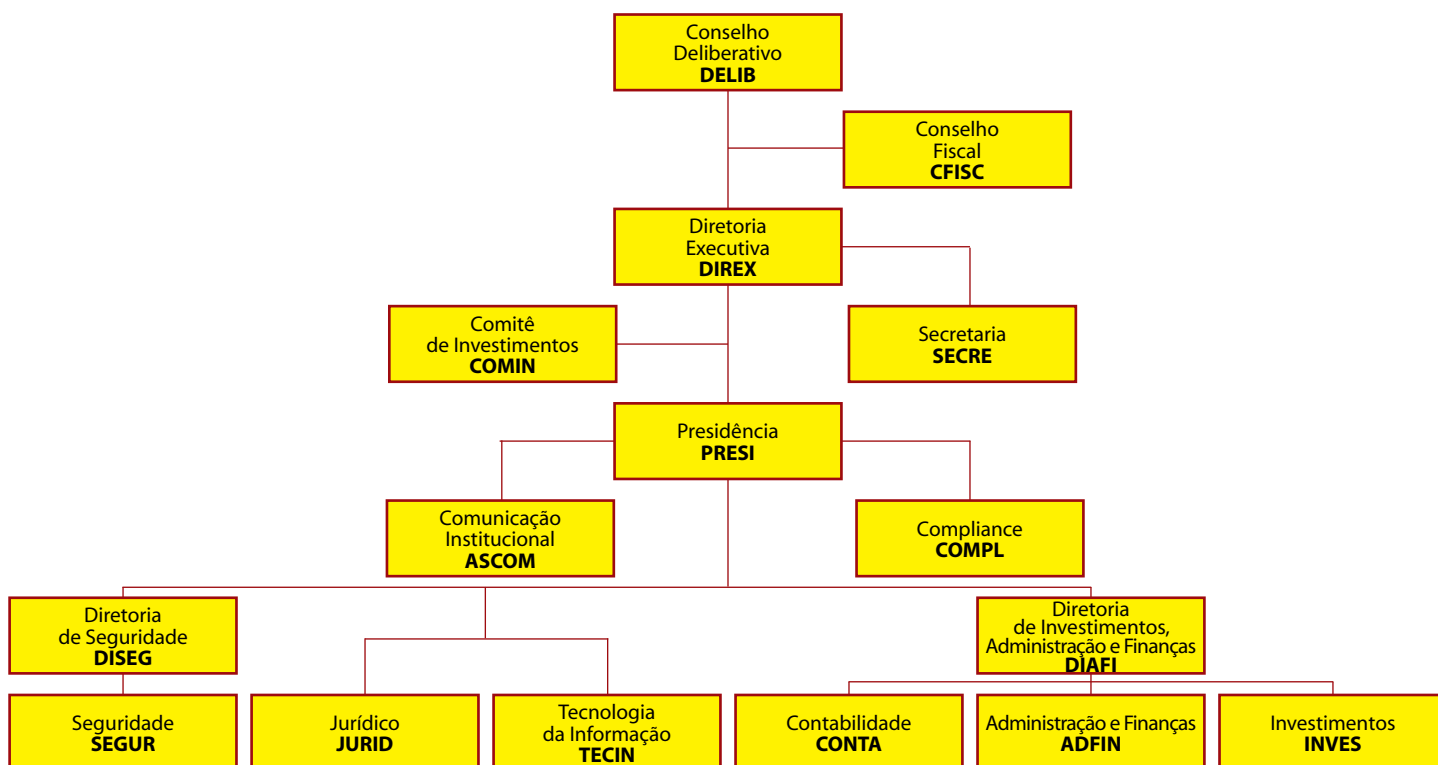 Conselho
Deliberativo
DELIB
Conselho
Fiscal
CFISC
Diretoria
Executiva
DIREX
Comitê
de Investimentos
COMIN
Secretaria
SECRE
Presidência
PRESI
Comunicação
Institucional
ASCOM
Compliance
COMPL
Diretoria
de Seguridade
DISEG
Diretoria
de Investimentos,
Administração e Finanças
DIAFI
Seguridade
SEGUR
Jurídico
JURID
Tecnologia
da Informação
TECIN
Contabilidade
CONTA
Administração e Finanças
ADFIN
Investimentos
INVES